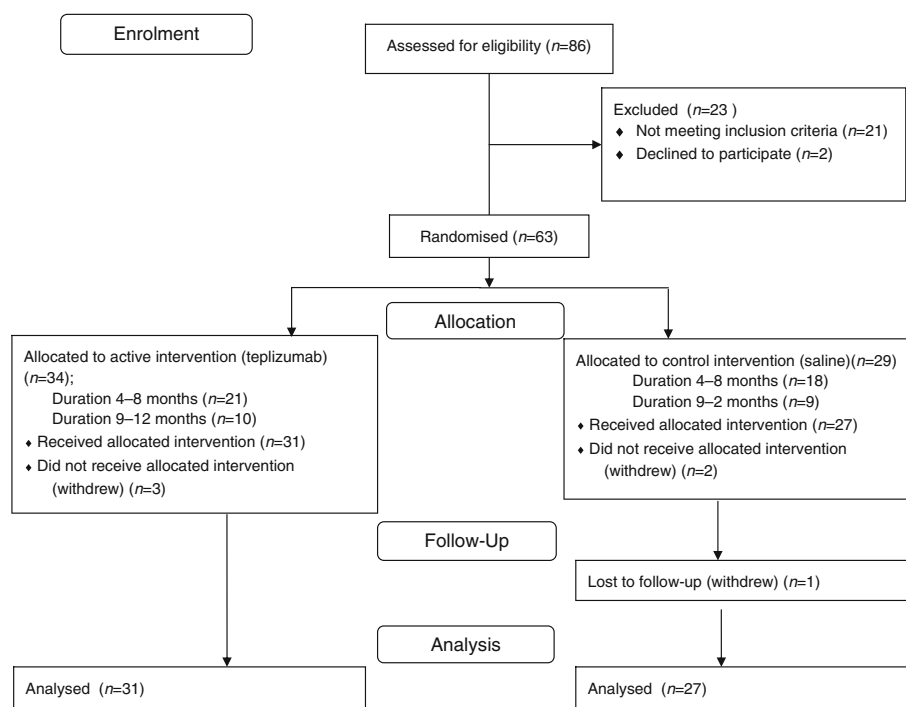 Enrolment
Assessed for eligibility (n=86)
Excluded (n=23 )
♦ Not meeting inclusion criteria (n=21)
♦ Declined to participate (n=2)
Randomised (n=63)
Allocation
Allocated to active intervention (teplizumab)
(n=34);
Duration 4–8 months (n=21)
Duration 9–12 months (n=10)
♦ Received allocated intervention (n=31)
♦ Did not receive allocated intervention
(withdrew) (n=3)
Allocated to control intervention (saline)(n=29)
Duration 4–8 months (n=18)
Duration 9–2 months (n=9)
♦ Received allocated intervention (n=27)
♦ Did not receive allocated intervention
(withdrew) (n=2)
Follow-Up
Lost to follow-up (withdrew) (n=1)
Analysis
Analysed (n=31)
Analysed (n=27)